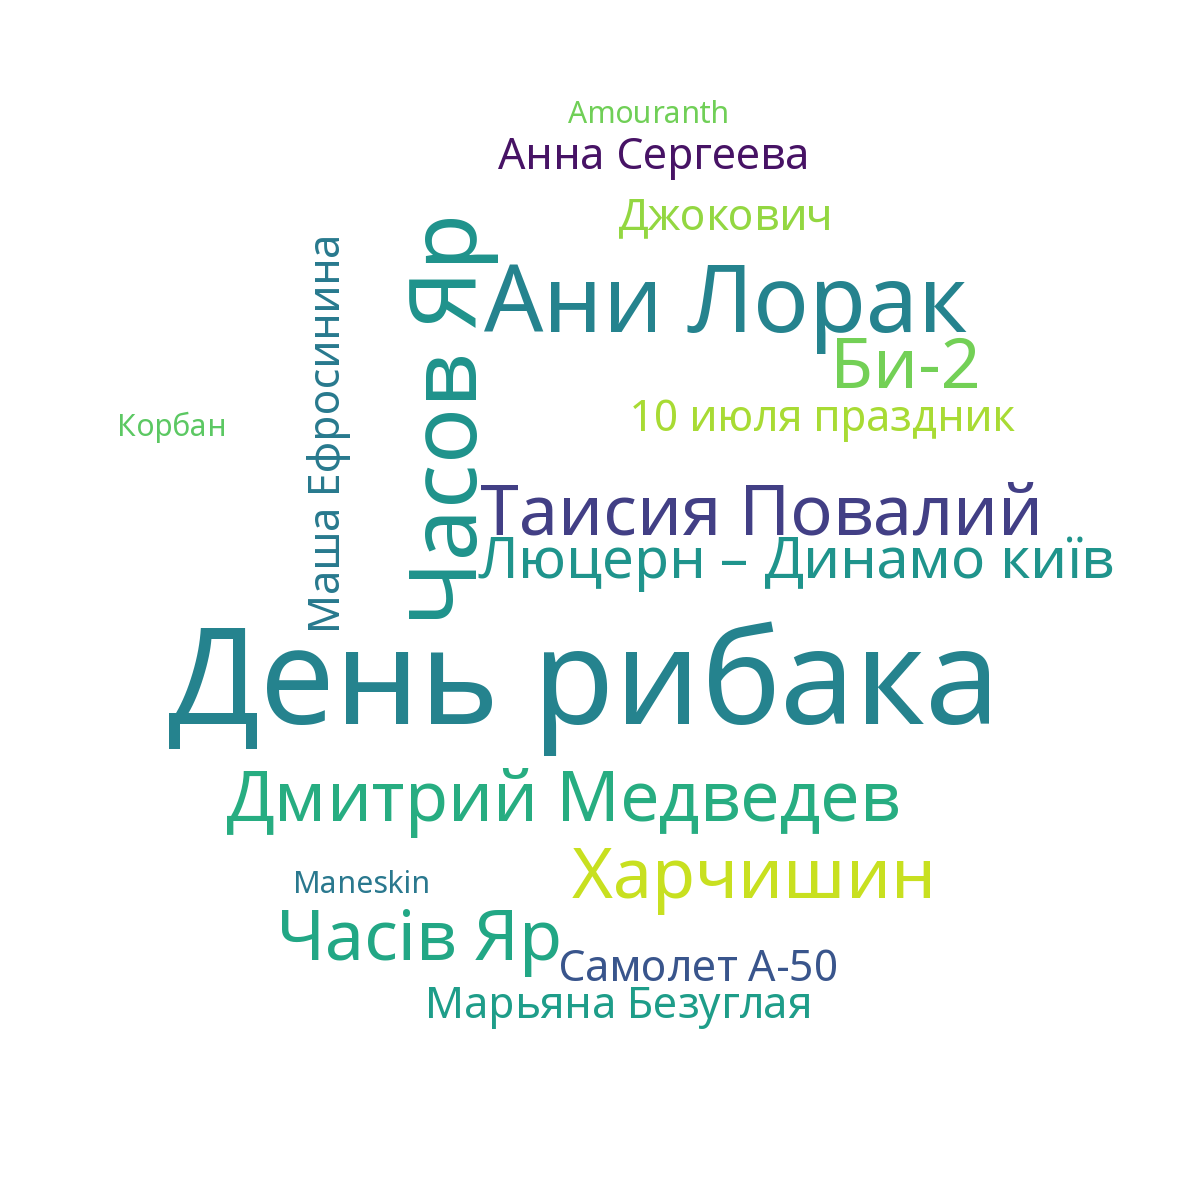 Amouranth
Анна Сергеева
Джокович
Маша Ефросинина
Часов Яр
Ани Лорак
Би-2
10 июля праздник
Корбан
Таисия Повалий
Люцерн – Динамо київ
День рибака
Дмитрий Медведев
Харчишин
Maneskin
Часів Яр
Самолет А-50
Марьяна Безуглая